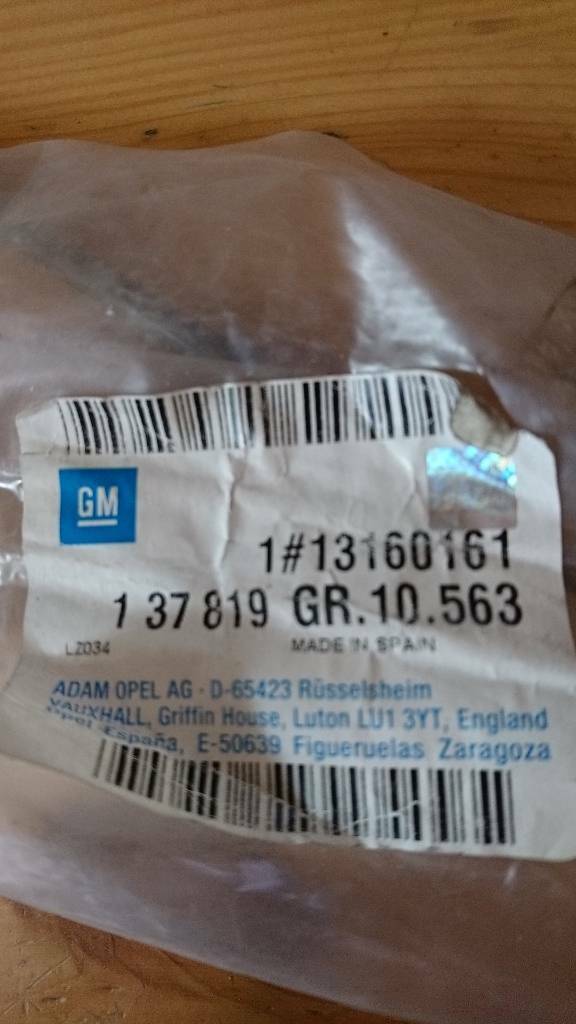 GM
1#13160161
1 37 819 GR.10.563
LZ034 MADE IN SPAIN
ADAM OPEL AG · D-65423 Rüsselsheim
VAUXHALL, Griffin House, Luton LU1 3YT, England
Opel España, E-50639 Figueruelas Zaragoza